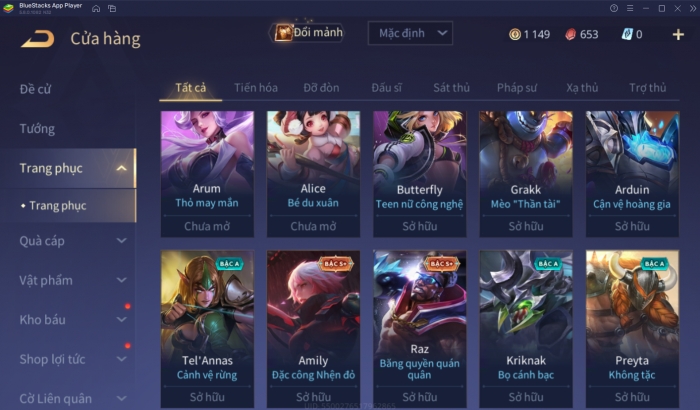 BlueStacks App Player
Cửa hàng
Đổi mảnh
Mặc định
1 149
653
0
Đề cử
Tướng
Trang phục
Trang phục
Quà cáp
Vật phẩm
Kho báu
Shop lợi tức
Cờ Liên quân
Tất cả
Tiến hóa
Đỡ đòn
Đấu sĩ
Sát thủ
Pháp sư
Xạ thủ
Trợ thủ
Arum
Thỏ may mắn
Chưa mở
Alice
Bé du xuân
Chưa mở
Butterfly
Teen nữ công nghệ
Sở hữu
Grakk
Mèo "Thần tài"
Sở hữu
Arduin
Cận vệ hoàng gia
Sở hữu
BẬC A
Tel'Annas
Cảnh vệ rừng
Sở hữu
BẬC S+
Amily
Đặc công Nhện đỏ
Sở hữu
BẬC S+
Raz
Băng quyền quán
quân
Sở hữu
BẬC A
Kriknak
Bọ cánh bạc
Sở hữu
BẬC A
Preyta
Không tặc
Sở hữu